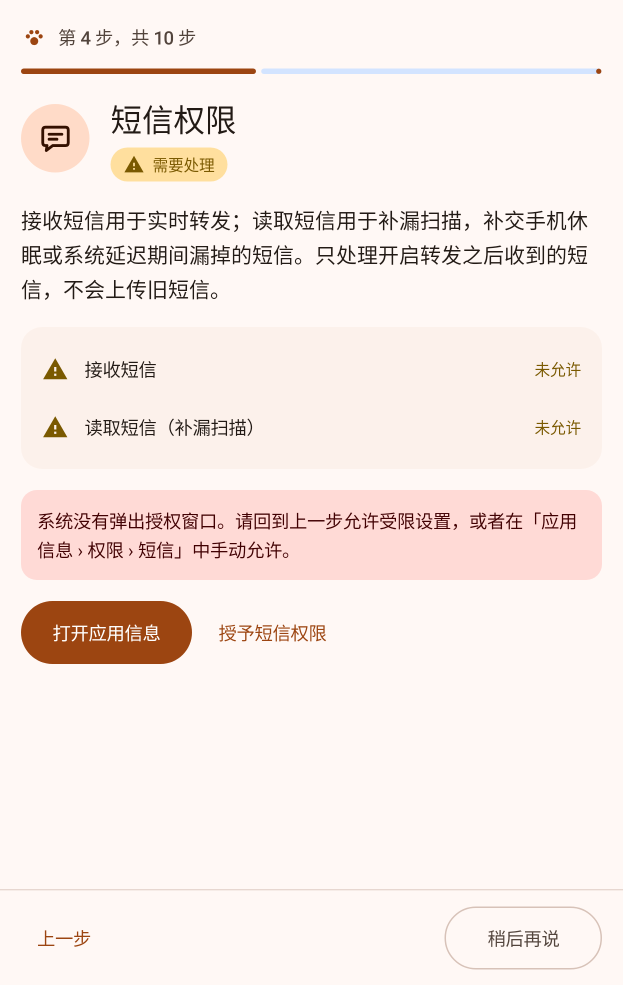 第 4 步，共 10 步
短信权限
需要处理
接收短信用于实时转发；读取短信用于补漏扫描，补交手机休
眠或系统延迟期间漏掉的短信。只处理开启转发之后收到的短
信，不会上传旧短信。
接收短信 未允许
读取短信（补漏扫描） 未允许
系统没有弹出授权窗口。请回到上一步允许受限设置，或者在「应用
信息 › 权限 › 短信」中手动允许。
打开应用信息 授予短信权限
上一步 稍后再说